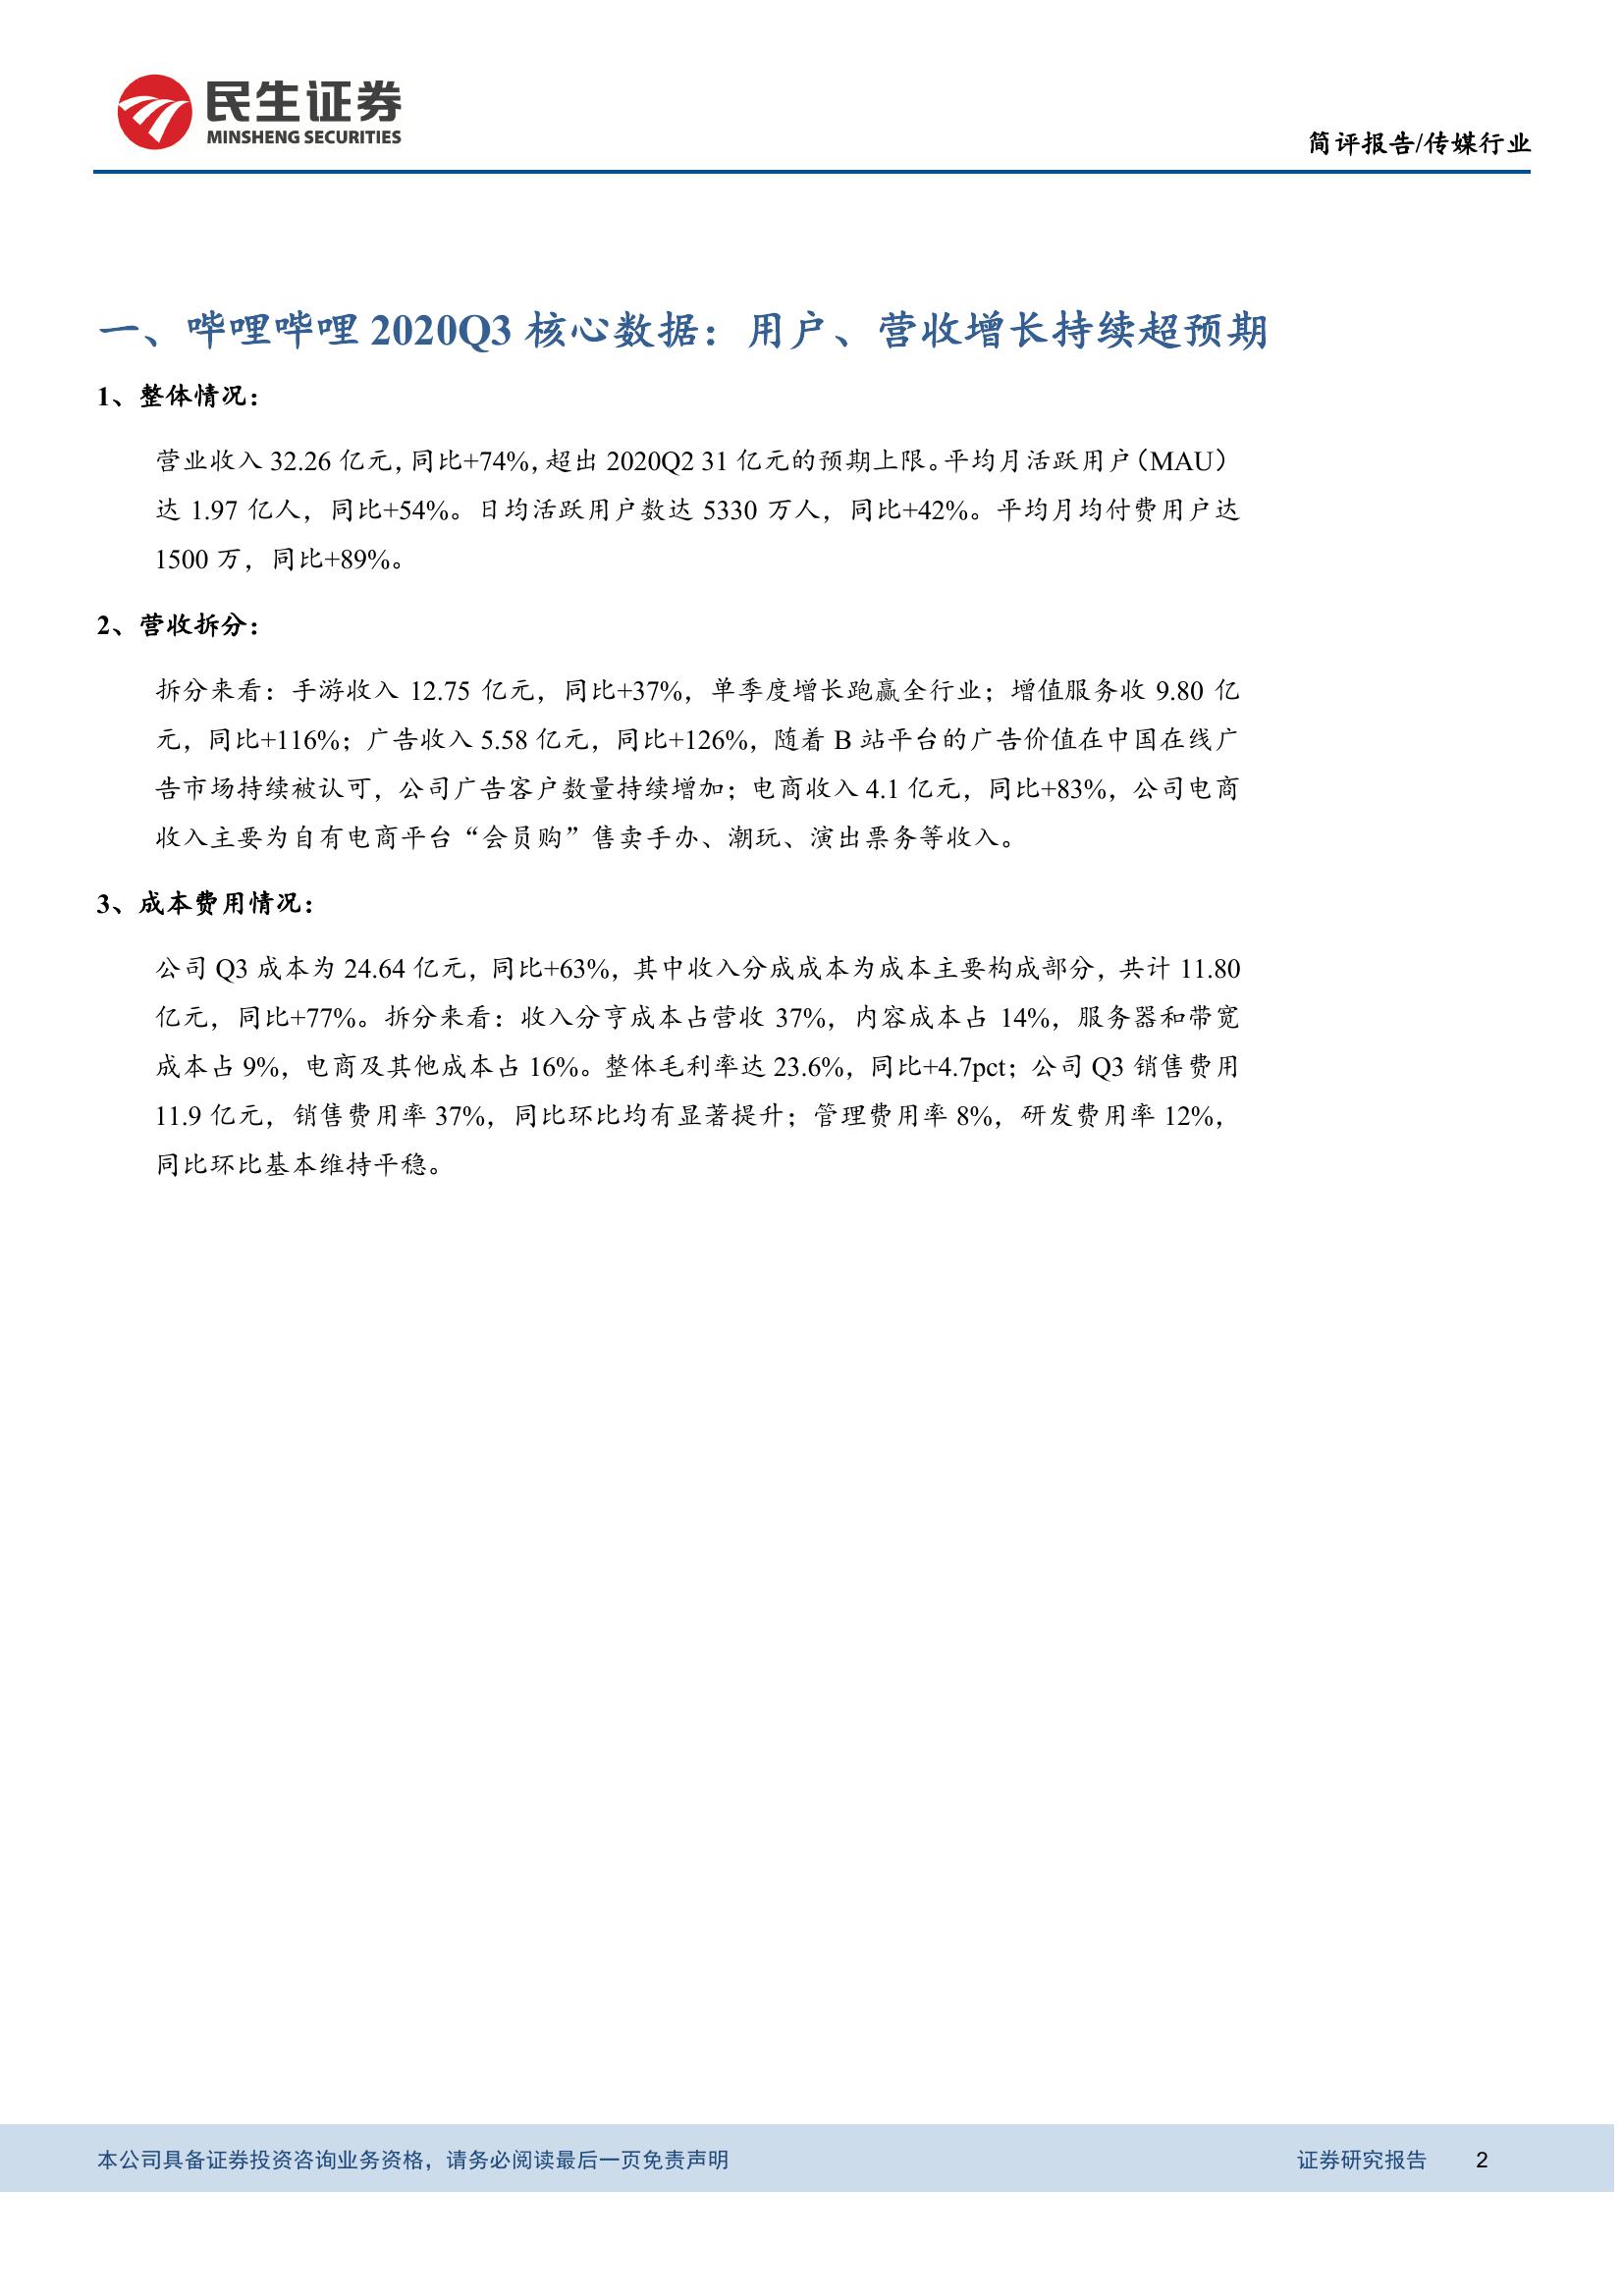 民生证券
MINSHENG SECURITIES
简评报告/传媒行业
一、哔哩哔哩 2020Q3 核心数据：用户、营收增长持续超预期
1、整体情况：
营业收入 32.26 亿元，同比+74%，超出 2020Q2 31 亿元的预期上限。平均月活跃用户（MAU）
达 1.97 亿人，同比+54%。日均活跃用户数达 5330 万人，同比+42%。平均月均付费用户达
1500 万，同比+89%。
2、营收拆分：
拆分来看：手游收入 12.75 亿元，同比+37%，单季度增长跑赢全行业；增值服务收 9.80 亿
元，同比+116%；广告收入 5.58 亿元，同比+126%，随着 B 站平台的广告价值在中国在线广
告市场持续被认可，公司广告客户数量持续增加；电商收入 4.1 亿元，同比+83%，公司电商
收入主要为自有电商平台“会员购”售卖手办、潮玩、演出票务等收入。
3、成本费用情况：
公司 Q3 成本为 24.64 亿元，同比+63%，其中收入分成成本为成本主要构成部分，共计 11.80
亿元，同比+77%。拆分来看：收入分享成本占营收 37%，内容成本占 14%，服务器和带宽
成本占 9%，电商及其他成本占 16%。整体毛利率达 23.6%，同比+4.7pct；公司 Q3 销售费用
11.9 亿元，销售费用率 37%，同比环比均有显著提升；管理费用率 8%，研发费用率 12%，
同比环比基本维持平稳。
本公司具备证券投资咨询业务资格，请务必阅读最后一页免责声明
证券研究报告 2